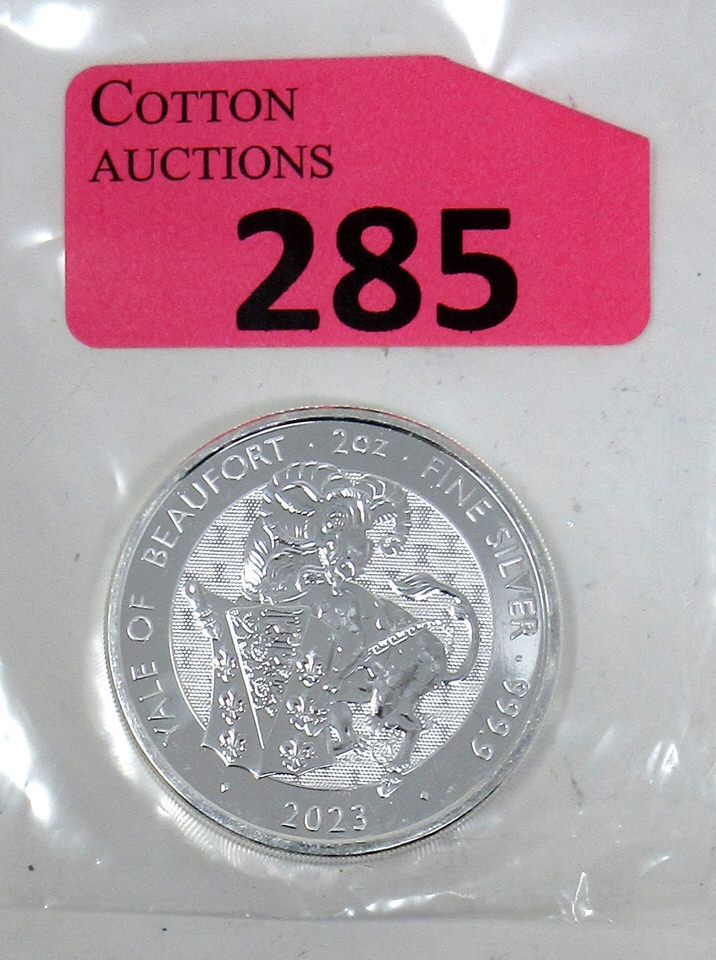 COTTON
AUCTIONS
285
YALE OF BEAUFORT · 2oz · FINE SILVER · 999.9
· 2023 ·